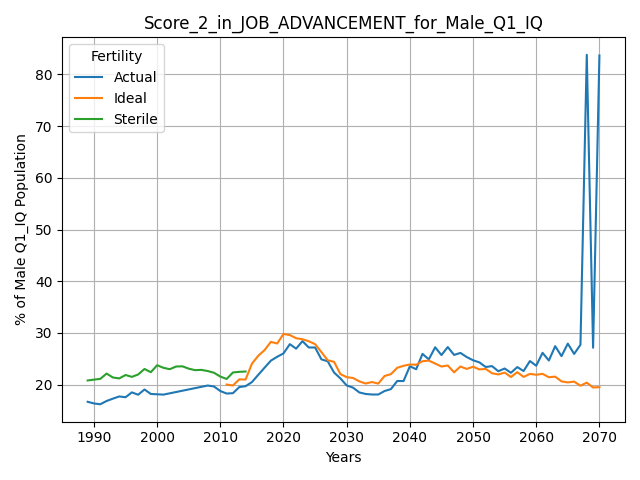 Score_2_in_JOB_ADVANCEMENT_for_Male_Q1_IQ
Fertility
Actual
Ideal
Sterile
% of Male Q1_IQ Population
80
70
60
50
40
30
20
1990
2000
2010
2020
2030
2040
2050
2060
2070
Years